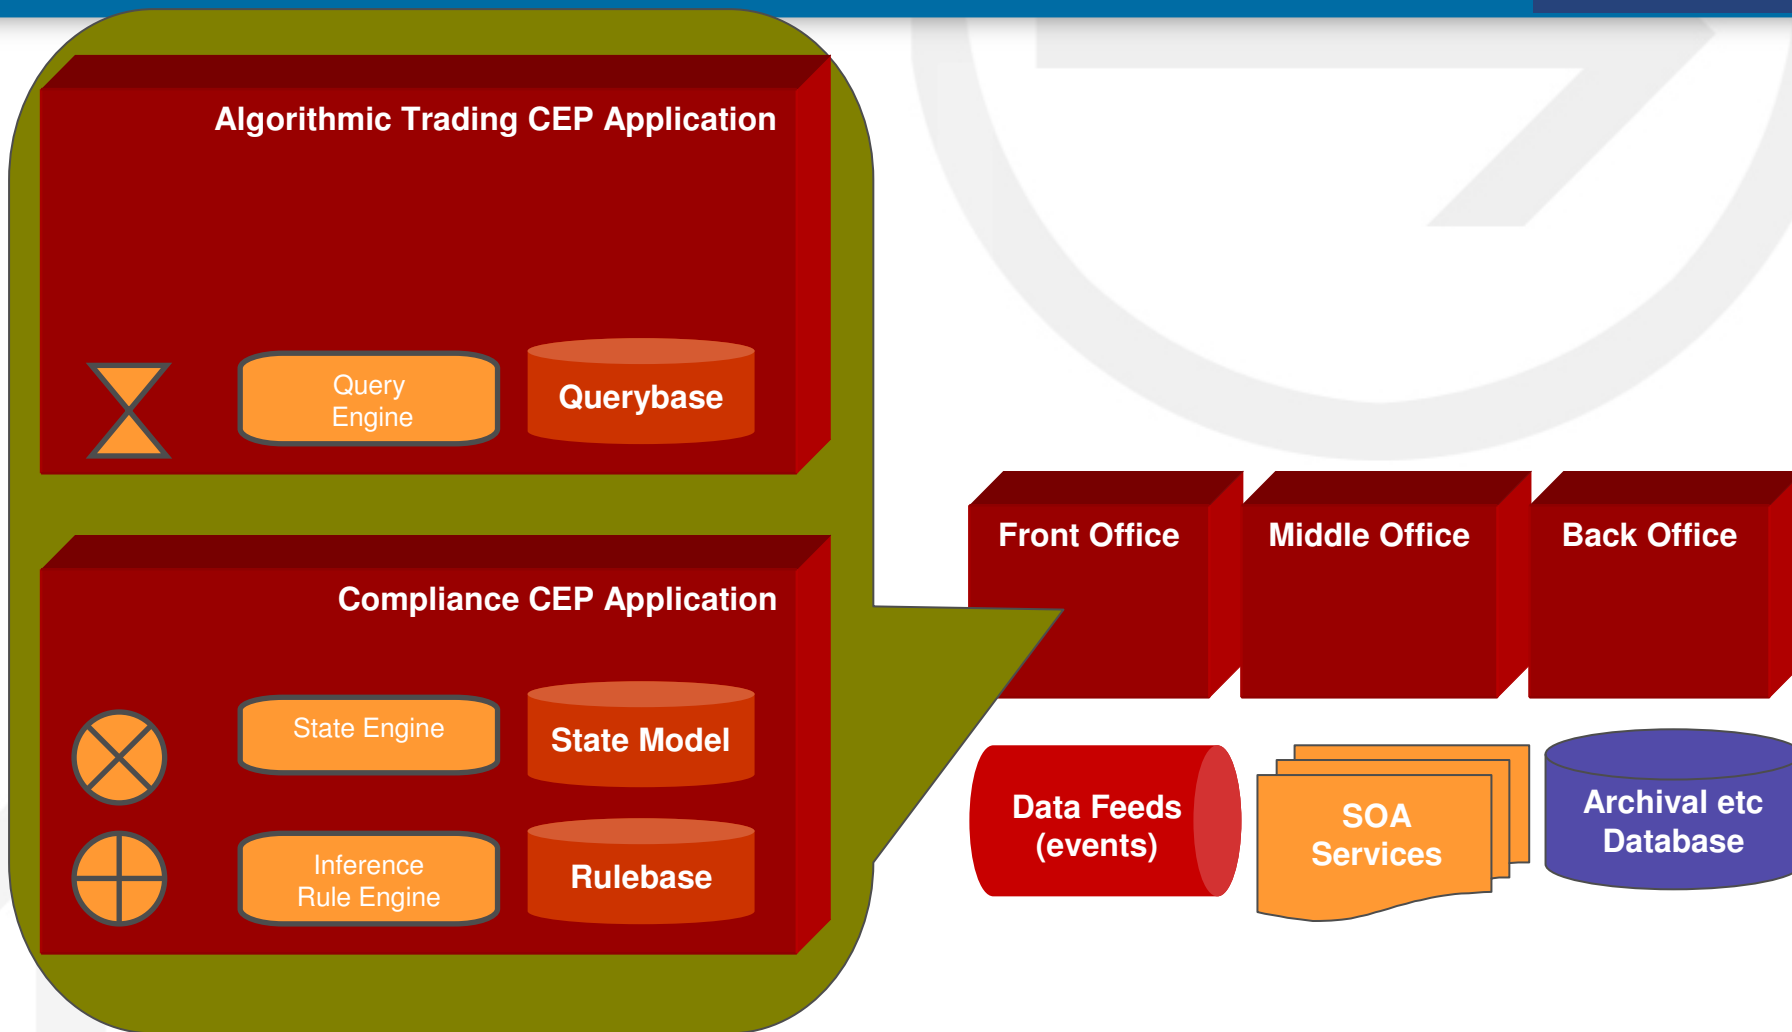 Algorithmic Trading CEP Application
Query
Engine
Querybase
Compliance CEP Application
State Engine
State Model
Inference
Rule Engine
Rulebase
Front Office
Middle Office
Back Office
Data Feeds
(events)
SOA
Services
Archival etc
Database